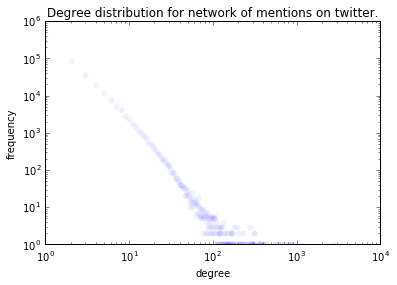 Degree distribution for network of mentions on twitter.
10^6
10^5
10^4
10^3
10^2
10^1
10^0
frequency
10^0 10^1 10^2 10^3 10^4
degree